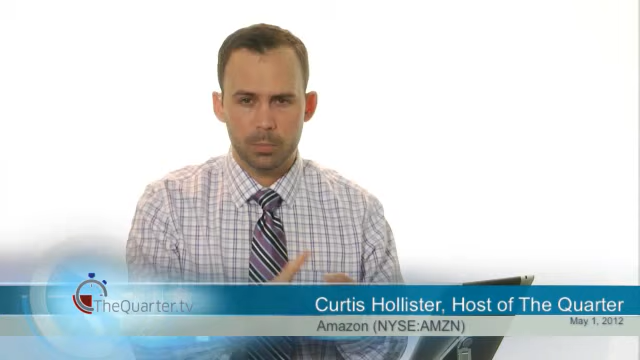 TheQuarter.tv
Curtis Hollister, Host of The Quarter
Amazon (NYSE:AMZN)
May 1, 2012